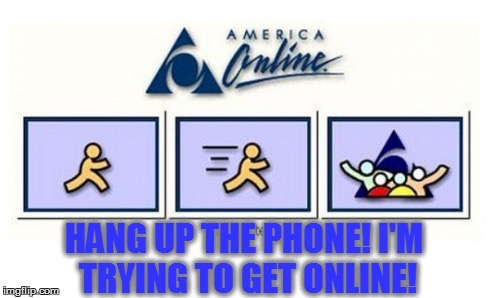 AMERICA
Online.
HANG UP THE PHONE! I'M
TRYING TO GET ONLINE!
imgflip.com